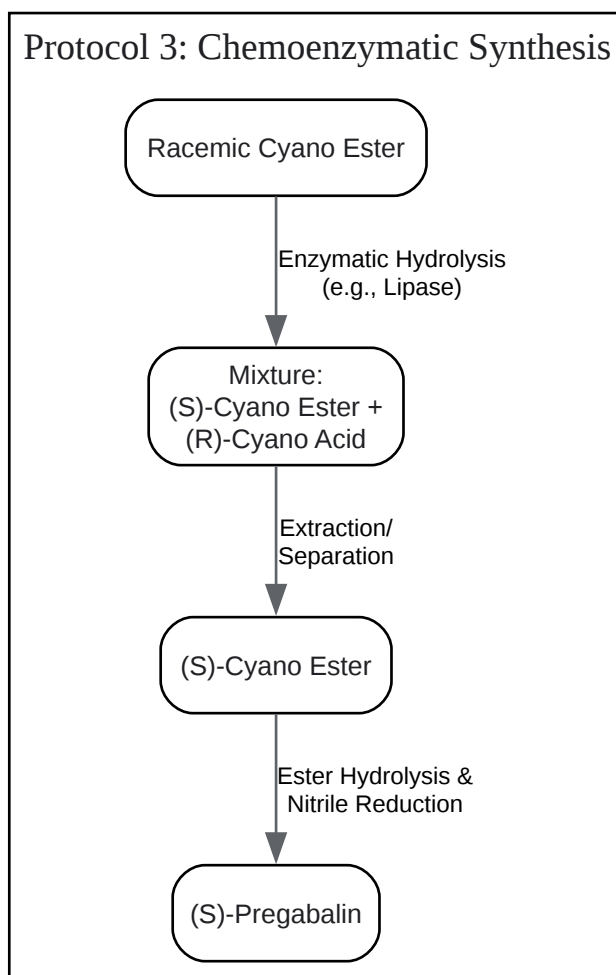 Protocol 3: Chemoenzymatic Synthesis
Racemic Cyano Ester
Enzymatic Hydrolysis
(e.g., Lipase)
Mixture:
(S)-Cyano Ester +
(R)-Cyano Acid
Extraction/
Separation
(S)-Cyano Ester
Ester Hydrolysis &
Nitrile Reduction
(S)-Pregabalin